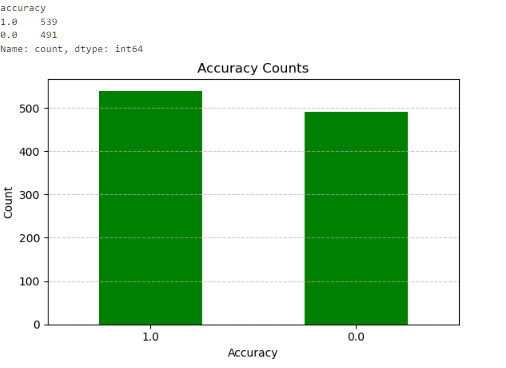 accuracy
1.0    539
0.0    491
Name: count, dtype: int64
Accuracy Counts
500
400
300
200
100
0
Count
1.0 0.0
Accuracy